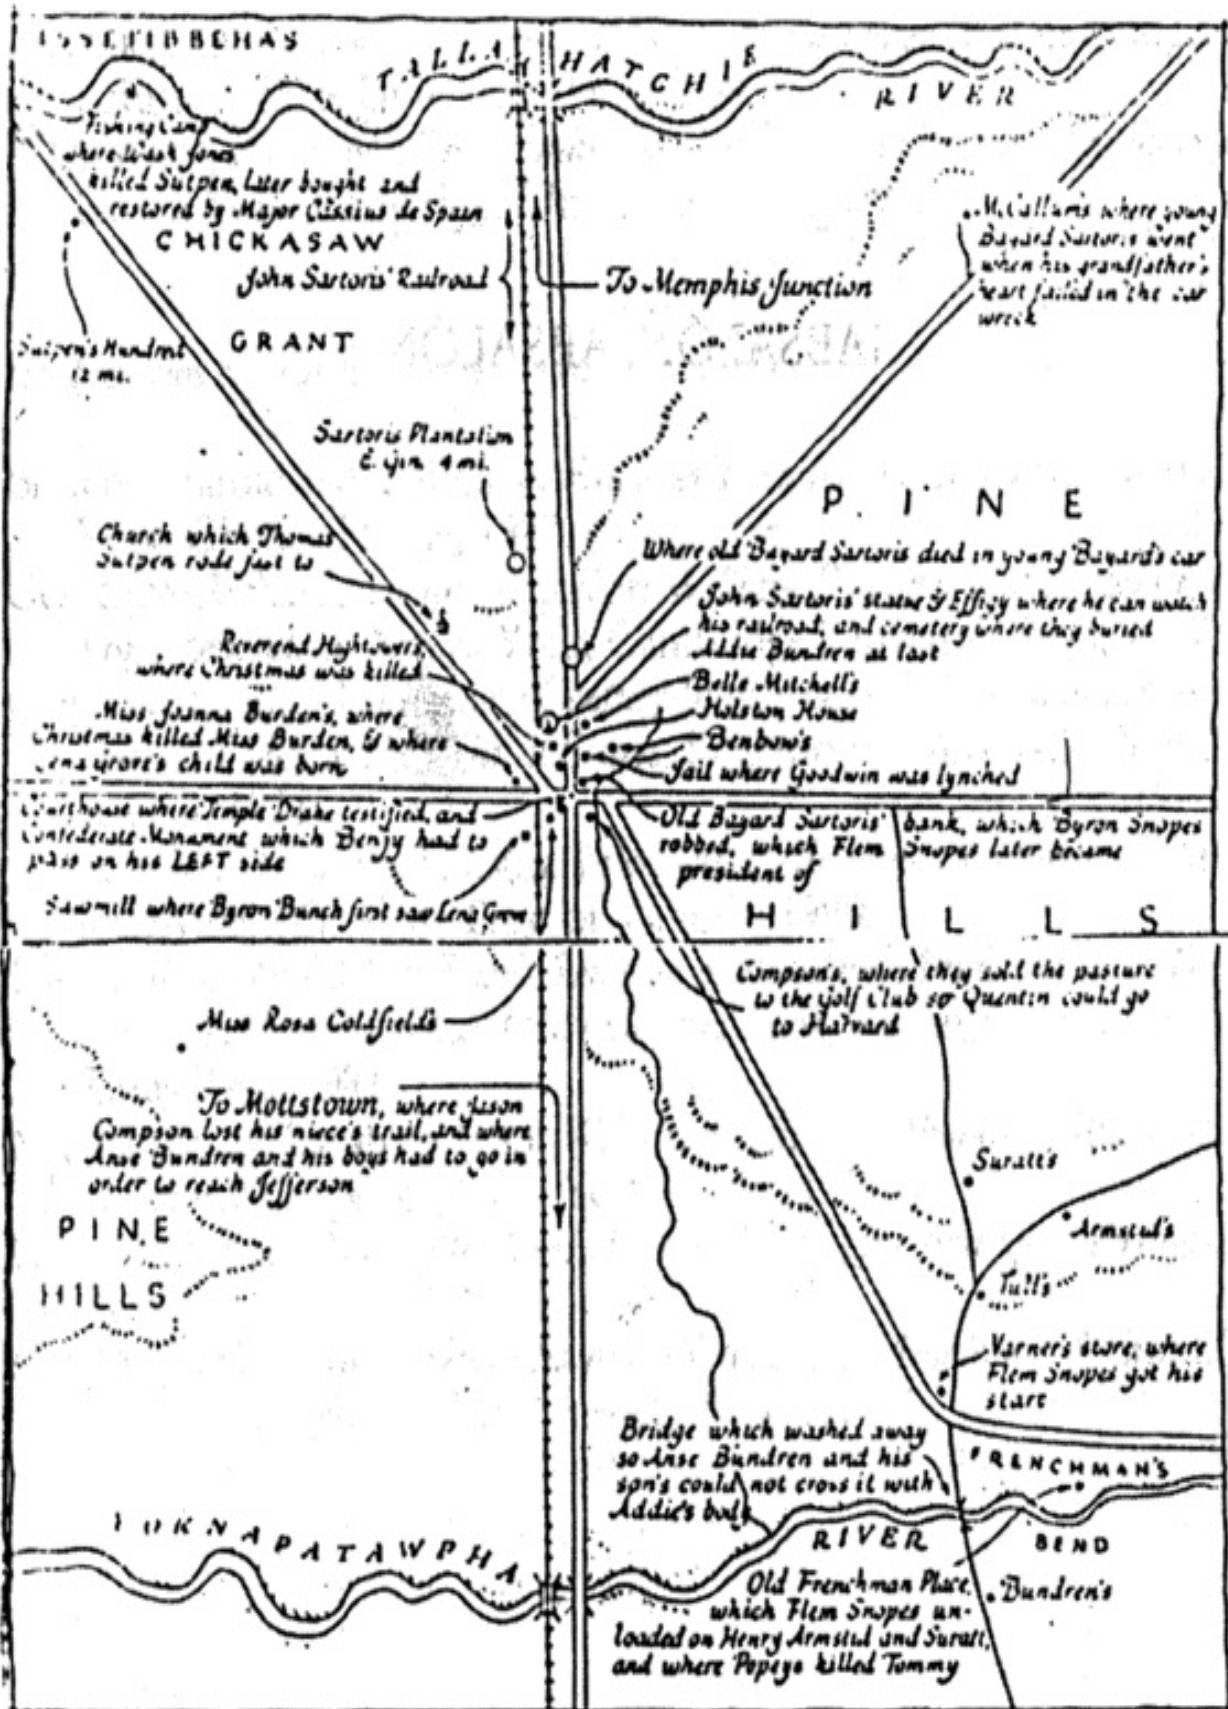 ISSETIBBEHAS
TALLAHATCHIE RIVER
Fishing Camp
where Wash Jones
killed Sutpen, later bought and
restored by Major Cassius de Spain
CHICKASAW
GRANT
John Sartoris' Railroad
To Memphis Junction
McCallum's where young
Bayard Sartoris went
when his grandfather's
heart failed in the car
wreck
Sutpen's Hundred
12 mi.
Sartoris Plantation
& Gin 4 mi.
PINE
Church which Thomas
Sutpen rode fast to
Where old Bayard Sartoris died in young Bayard's car
John Sartoris' statue & Effigy where he can watch
his railroad, and cemetery where they buried
Addie Bundren at last
Reverend Hightower's,
where Christmas was killed
Belle Mitchell's
Holston House
Miss Joanna Burden's, where
Christmas killed Miss Burden, & where
Lena Grove's child was born
Benbow's
Jail where Goodwin was lynched
Courthouse where Temple Drake testified, and
Confederate Monument which Benjy had to
pass on his LEFT side
Old Bayard Sartoris' bank, which Byron Snopes
robbed, which Flem Snopes later became
president of
Sawmill where Byron Bunch first saw Lena Grove
HILLS
Compson's, where they sold the pasture
to the Golf Club so Quentin could go
to Harvard
Miss Rosa Coldfield's
To Mottstown, where Jason
Compson lost his niece's trail, and where
Anse Bundren and his boys had to go in
order to reach Jefferson
Suratt's
Armstid's
PINE
HILLS
Tull's
Varner's store, where
Flem Snopes got his
start
Bridge which washed away
so Anse Bundren and his
son's could not cross it with
Addie's body
FRENCHMAN'S
BEND
YOKNAPATAWPHA RIVER
Old Frenchman Place,
which Flem Snopes un-
loaded on Henry Armstid and Suratt,
and where Popeye killed Tommy
Bundren's